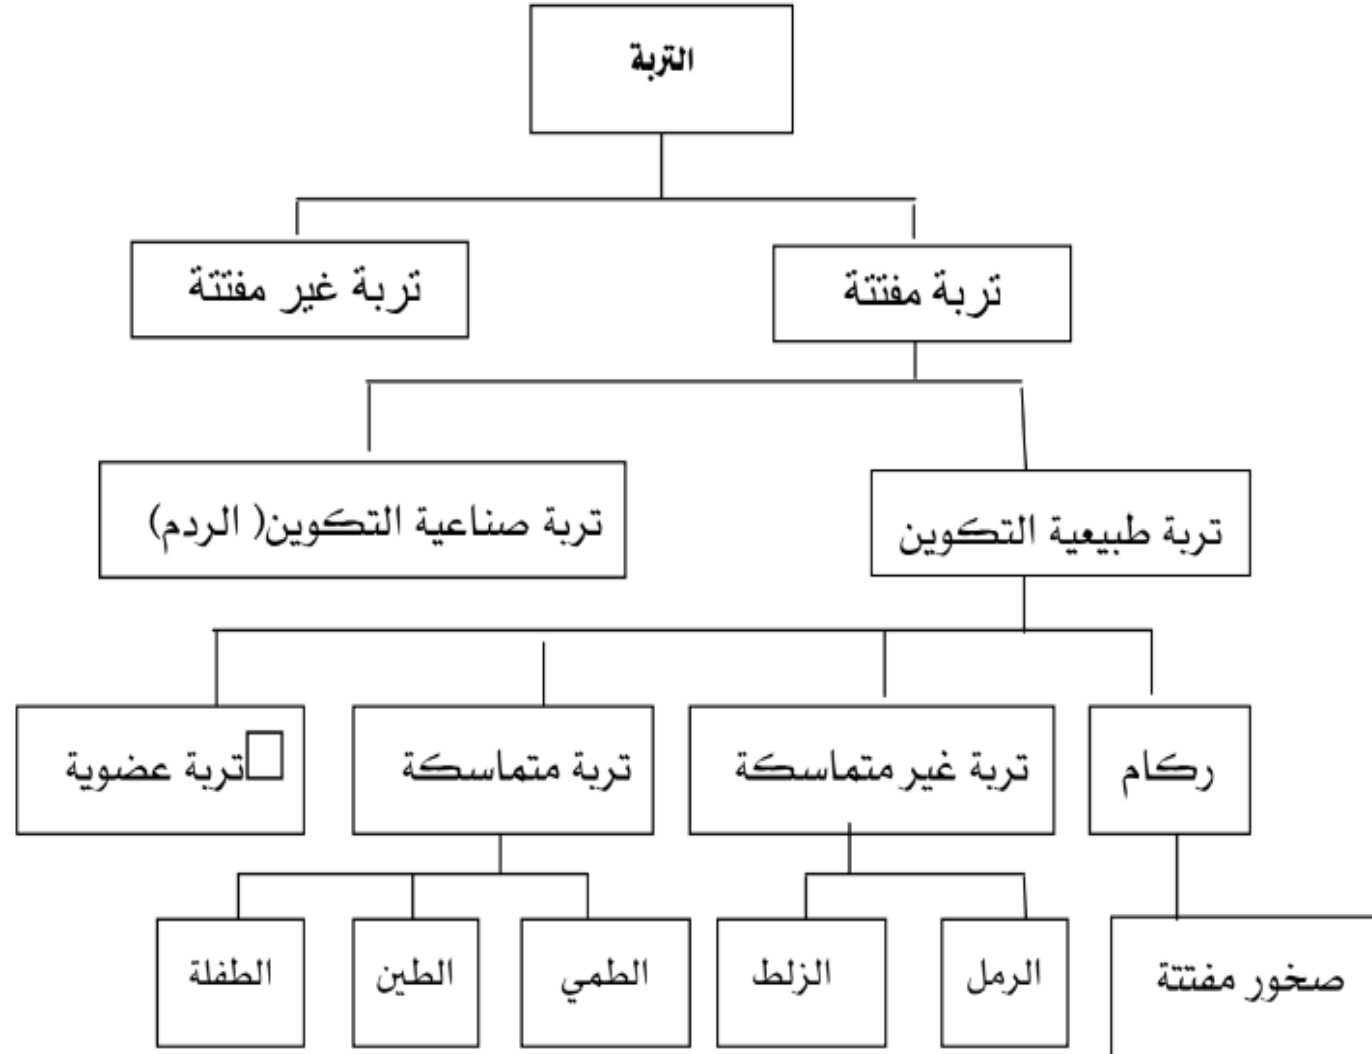 التربة
تربة مفتتة
تربة غير مفتتة
تربة طبيعية التكوين
تربة صناعية التكوين( الردم)
ركام
تربة غير متماسكة
تربة متماسكة
تربة عضوية
صخور مفتتة
الرمل
الزلط
الطمي
الطين
الطفلة